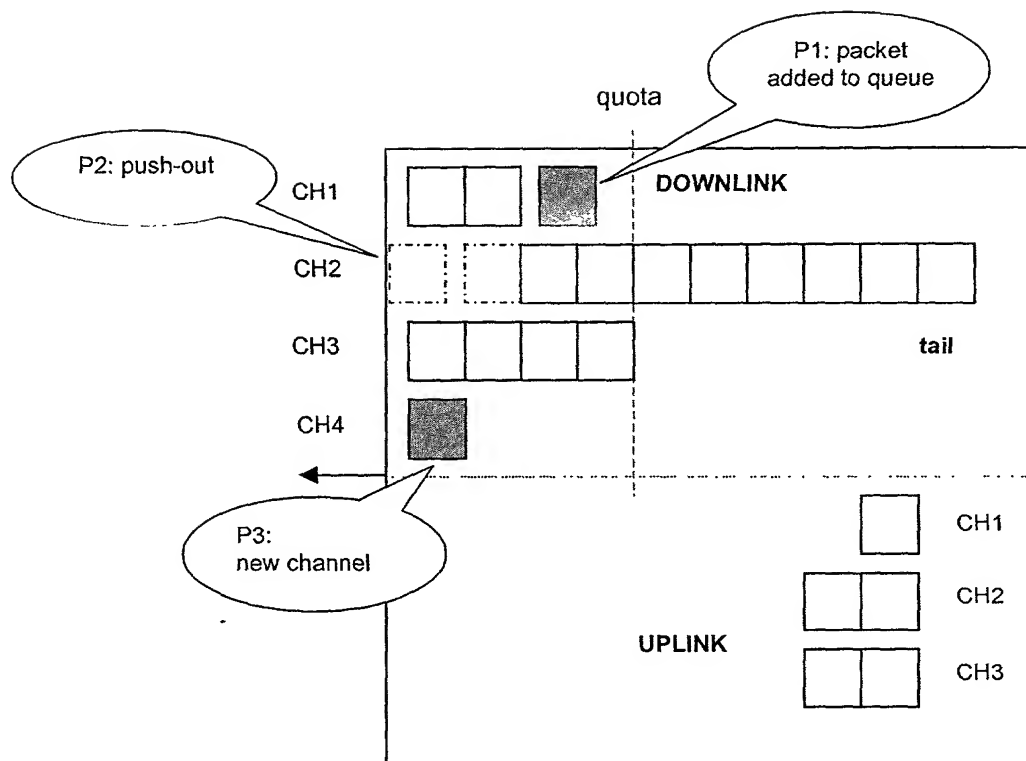 P1: packet
added to queue
quota
P2: push-out
CH1
DOWNLINK
CH2
CH3
tail
CH4
P3:
new channel
CH1
CH2
UPLINK
CH3